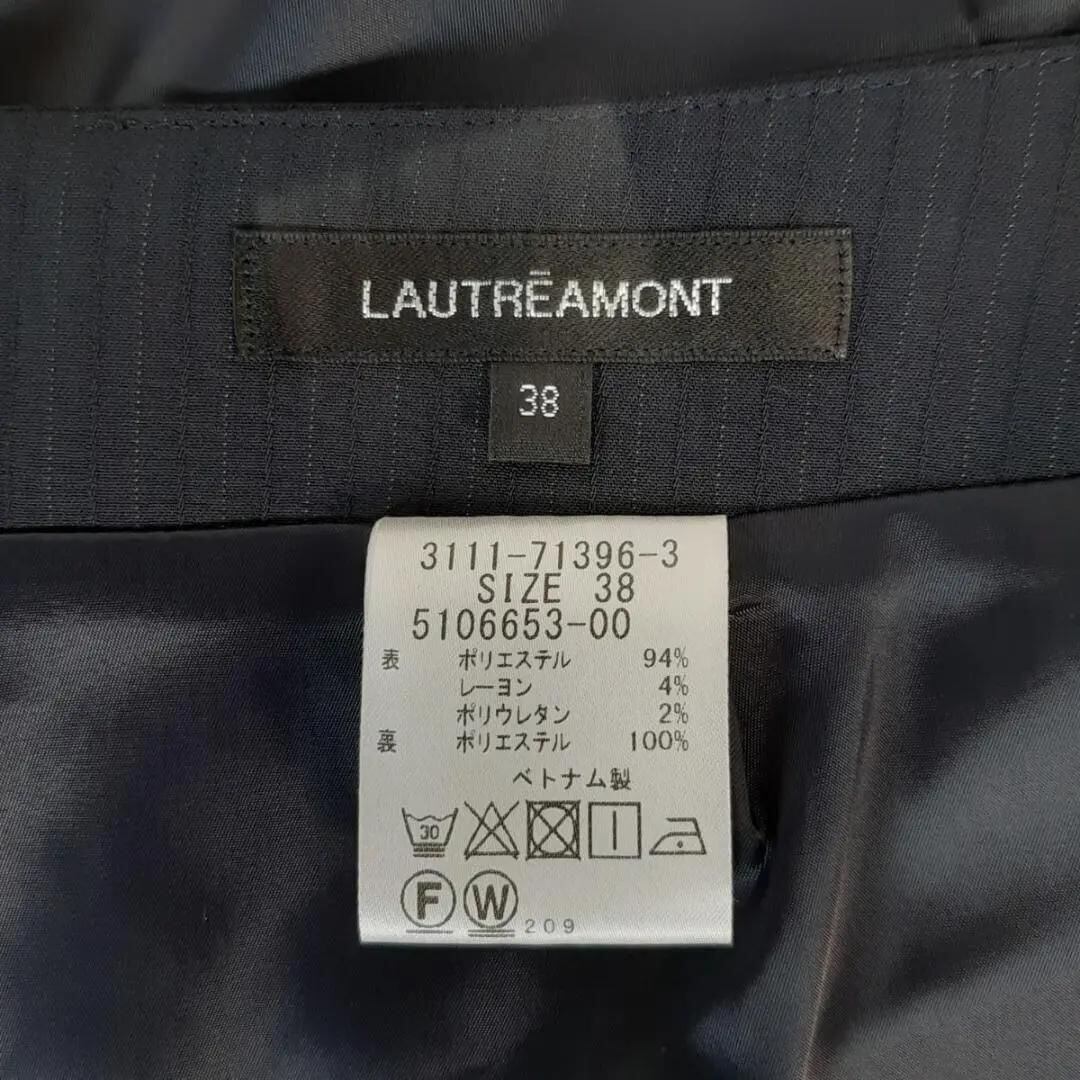 LAUTRĒAMONT
38
3111-71396-3
SIZE 38
5106653-00
表 ポリエステル 94%
レーヨン 4%
ポリウレタン 2%
裏 ポリエステル 100%
ベトナム製
30
F W 209